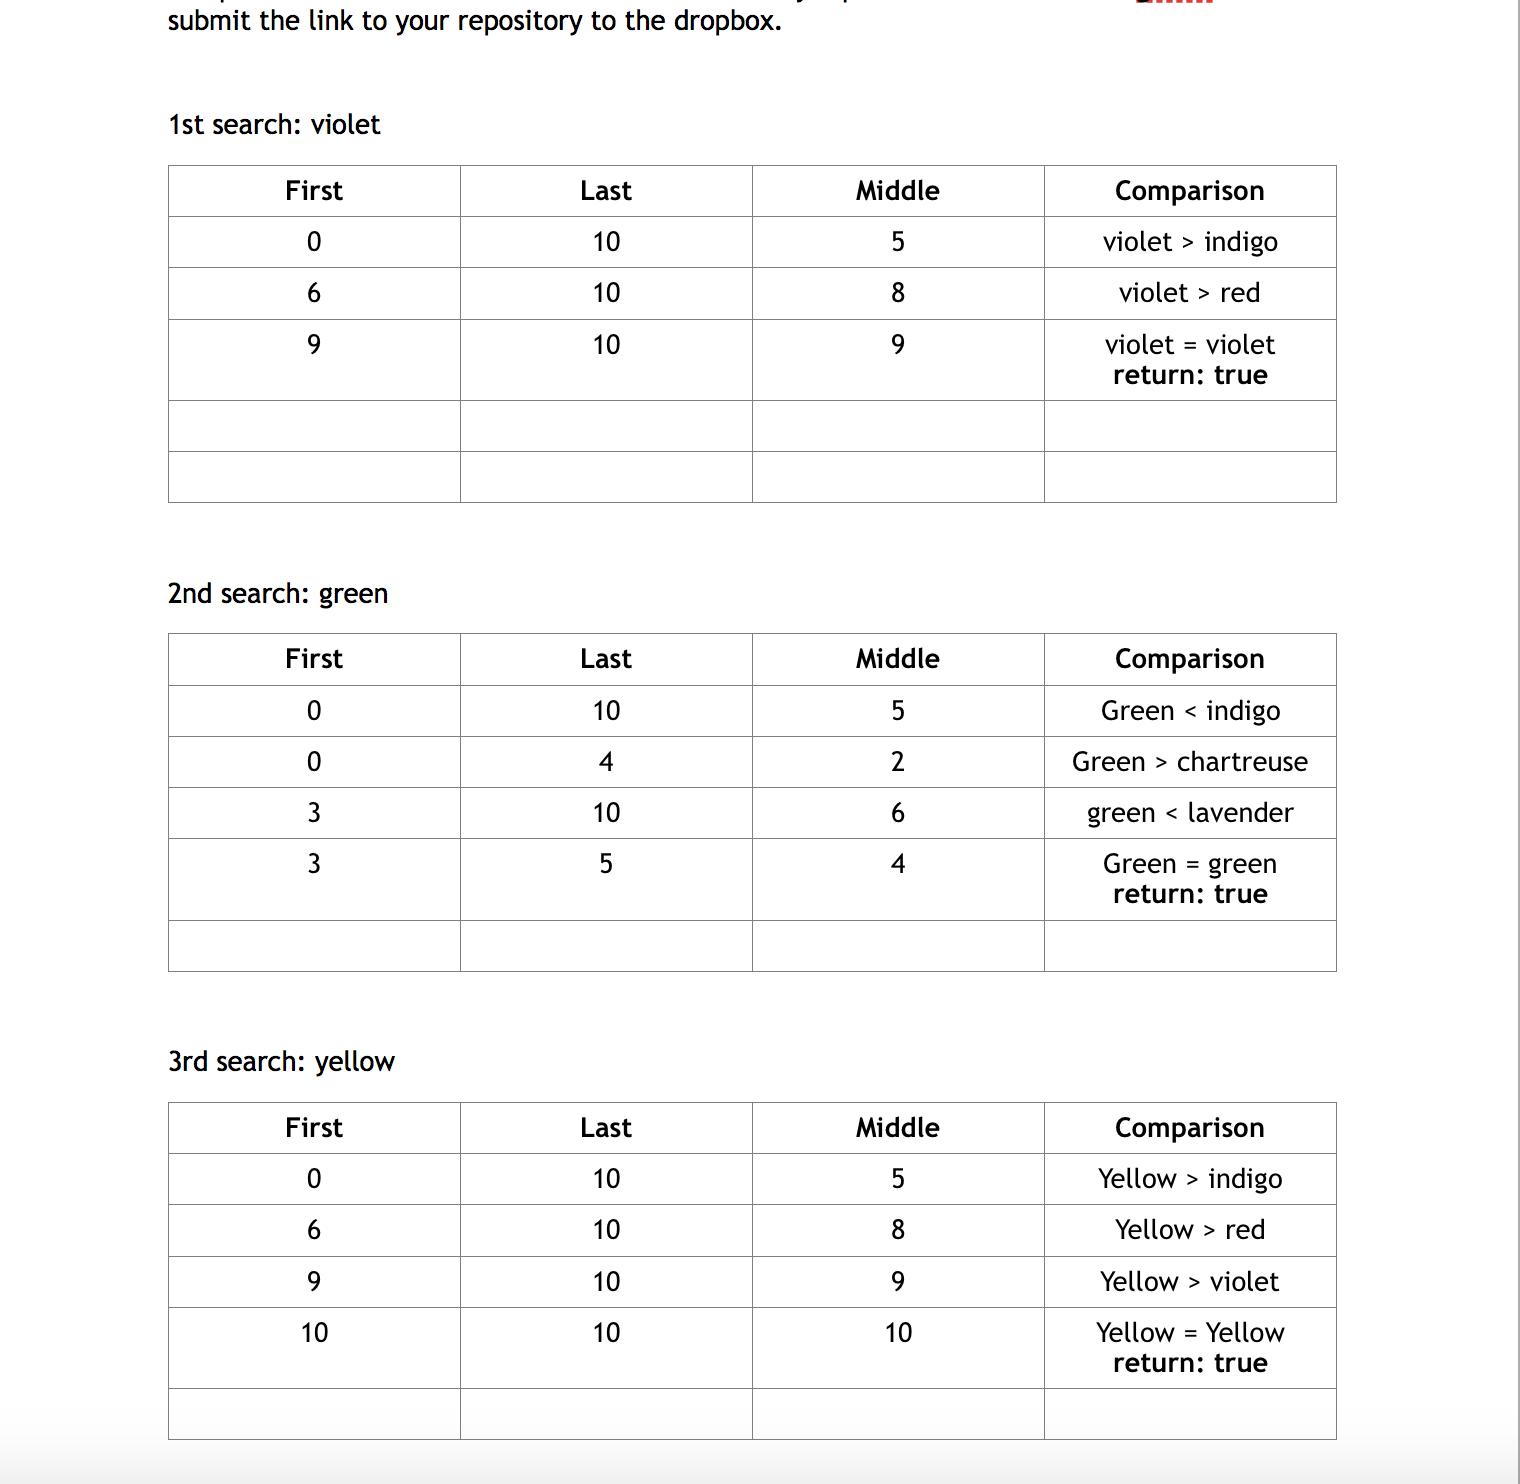 submit the link to your repository to the dropbox.
1st search: violet
First Last Middle Comparison
0 10 5 violet > indigo
6 10 8 violet > red
9 10 9 violet = violet
return: true
2nd search: green
First Last Middle Comparison
0 10 5 Green < indigo
0 4 2 Green > chartreuse
3 10 6 green < lavender
3 5 4 Green = green
return: true
3rd search: yellow
First Last Middle Comparison
0 10 5 Yellow > indigo
6 10 8 Yellow > red
9 10 9 Yellow > violet
10 10 10 Yellow = Yellow
return: true